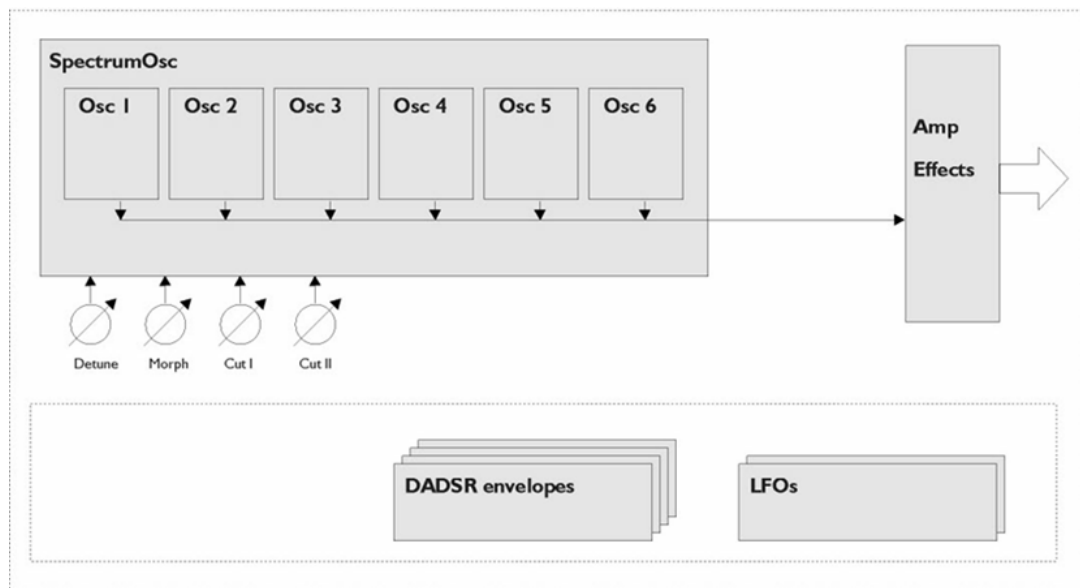 SpectrumOsc
Osc 1
Osc 2
Osc 3
Osc 4
Osc 5
Osc 6
Amp
Effects
Detune
Morph
Cut I
Cut II
DADSR envelopes
LFOs